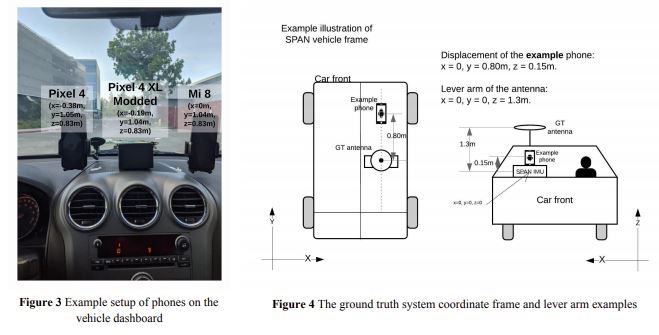 Pixel 4
(x=-0.38m,
y=1.05m,
z=0.83m)
Pixel 4 XL
Modded
(x=-0.19m,
y=1.04m,
z=0.83m)
Mi 8
(x=0m,
y=1.04m,
z=0.83m)
Figure 3 Example setup of phones on the
vehicle dashboard
Example illustration of
SPAN vehicle frame
Car front
Example
phone
0.80m
GT antenna
Y
X
Displacement of the example phone:
x = 0, y = 0.80m, z = 0.15m.
Lever arm of the antenna:
x = 0, y = 0, z = 1.3m.
GT
antenna
1.3m
Example
phone
0.15m
SPAN IMU
x=0, y=0, z=0
Car front
Z
X
Figure 4 The ground truth system coordinate frame and lever arm examples